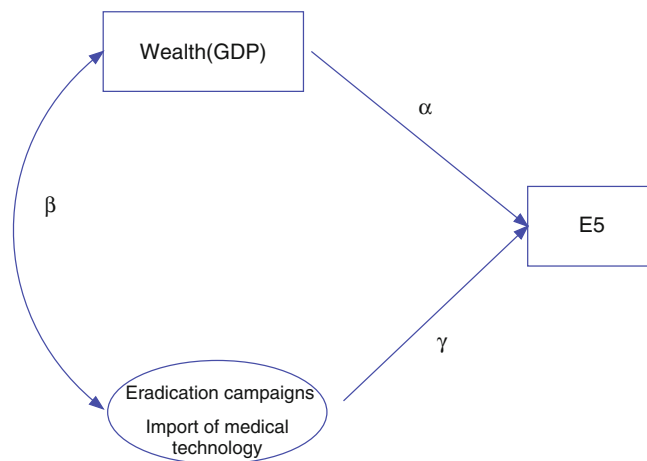 Wealth(GDP)
α
E5
β
γ
Eradication campaigns
Import of medical
technology